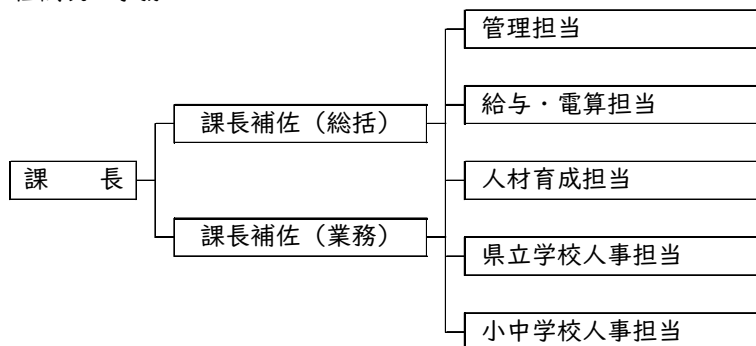 管理担当
給与・電算担当
課長補佐（総括）
課　　長
人材育成担当
課長補佐（業務）
県立学校人事担当
小中学校人事担当